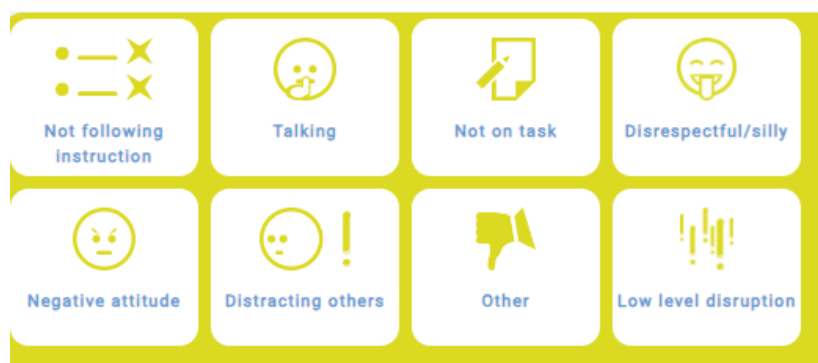 Not following
instruction
Talking
Not on task
Disrespectful/silly
Negative attitude
Distracting others
Other
Low level disruption